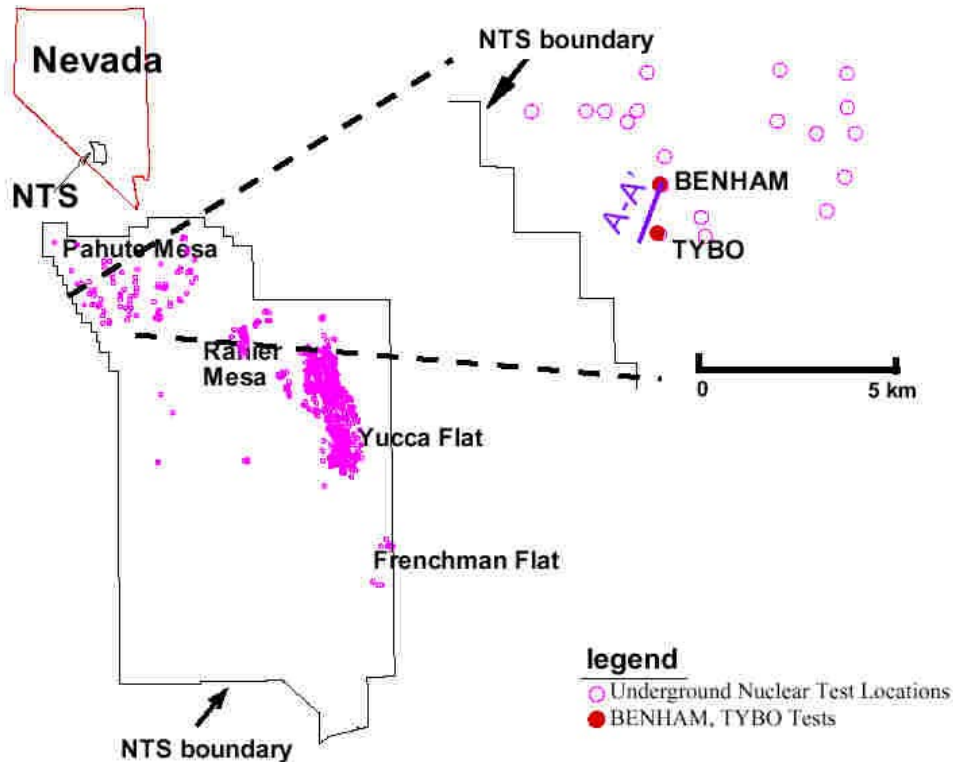 Nevada
NTS
NTS boundary
BENHAM
A-A'
TYBO
0 5 km
Pahute Mesa
Ranier
Mesa
Yucca Flat
Frenchman Flat
NTS boundary
legend
Underground Nuclear Test Locations
BENHAM, TYBO Tests